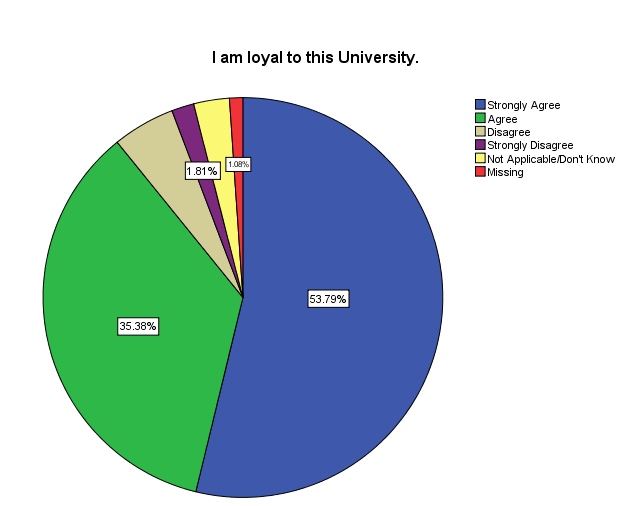 I am loyal to this University.
Strongly Agree
Agree
Disagree
Strongly Disagree
Not Applicable/Don't Know
Missing
1.81%
1.08%
53.79%
35.38%